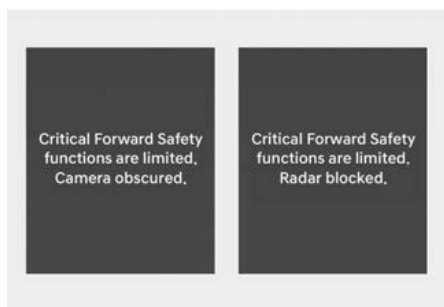 Critical Forward Safety
functions are limited.
Camera obscured.
Critical Forward Safety
functions are limited.
Radar blocked.